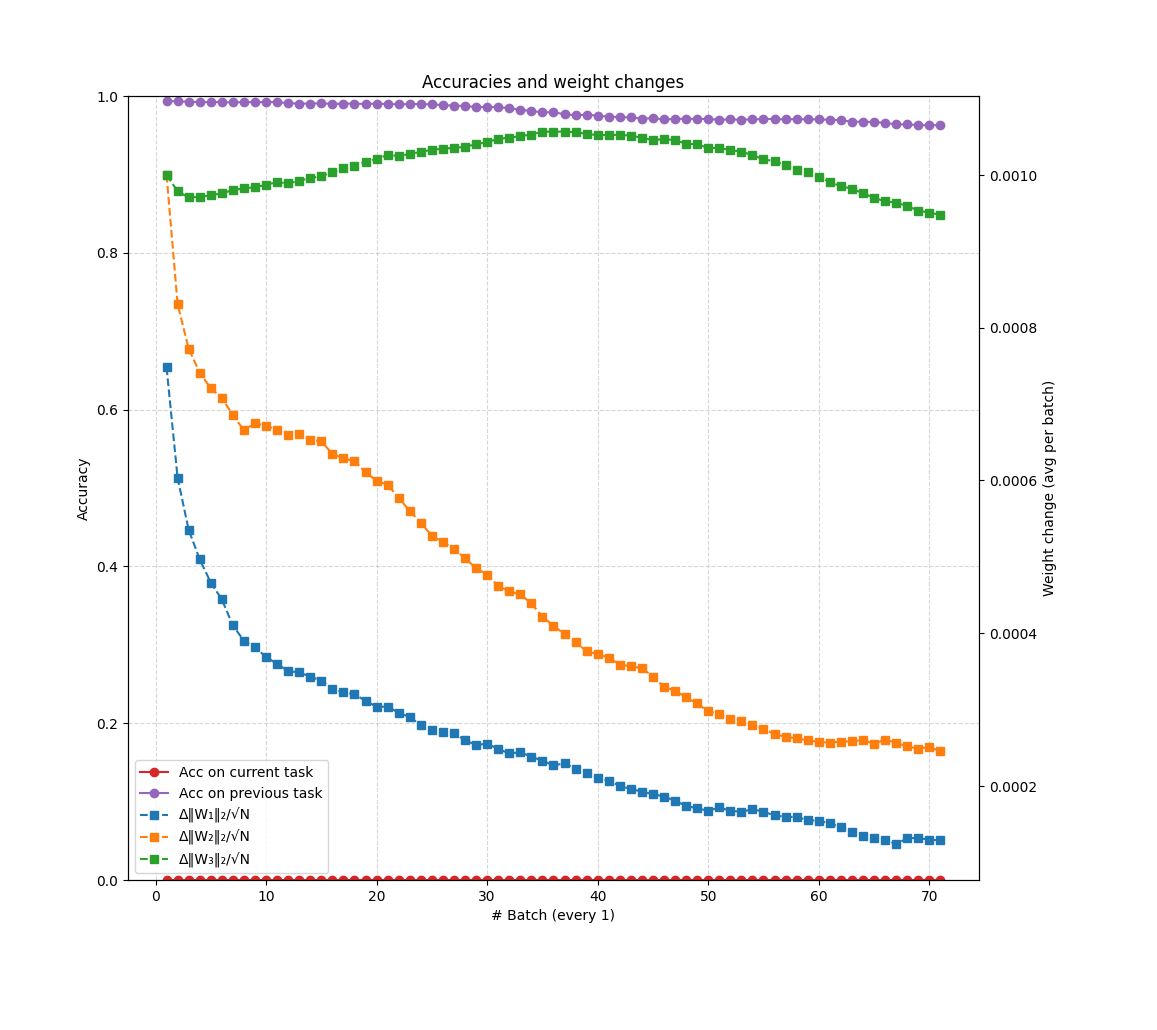 Accuracies and weight changes
1.0
0.8
0.6
0.4
0.2
0.0
Accuracy
0.0010
0.0008
0.0006
0.0004
0.0002
Weight change (avg per batch)
Acc on current task
Acc on previous task
Δ‖W₁‖₂/√N
Δ‖W₂‖₂/√N
Δ‖W₃‖₂/√N
0 10 20 30 40 50 60 70
# Batch (every 1)